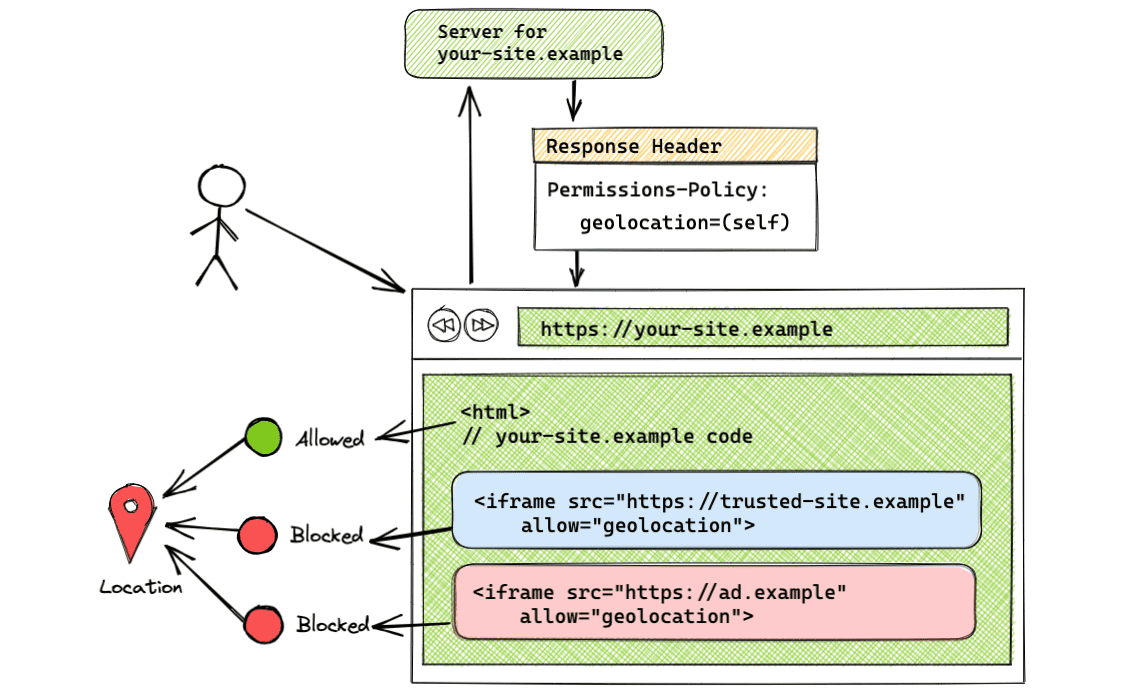 Server for
your-site.example
Response Header
Permissions-Policy:
geolocation=(self)
https://your-site.example
<html>
// your-site.example code
Allowed
<iframe src="https://trusted-site.example"
allow="geolocation">
Blocked
Location
<iframe src="https://ad.example"
allow="geolocation">
Blocked